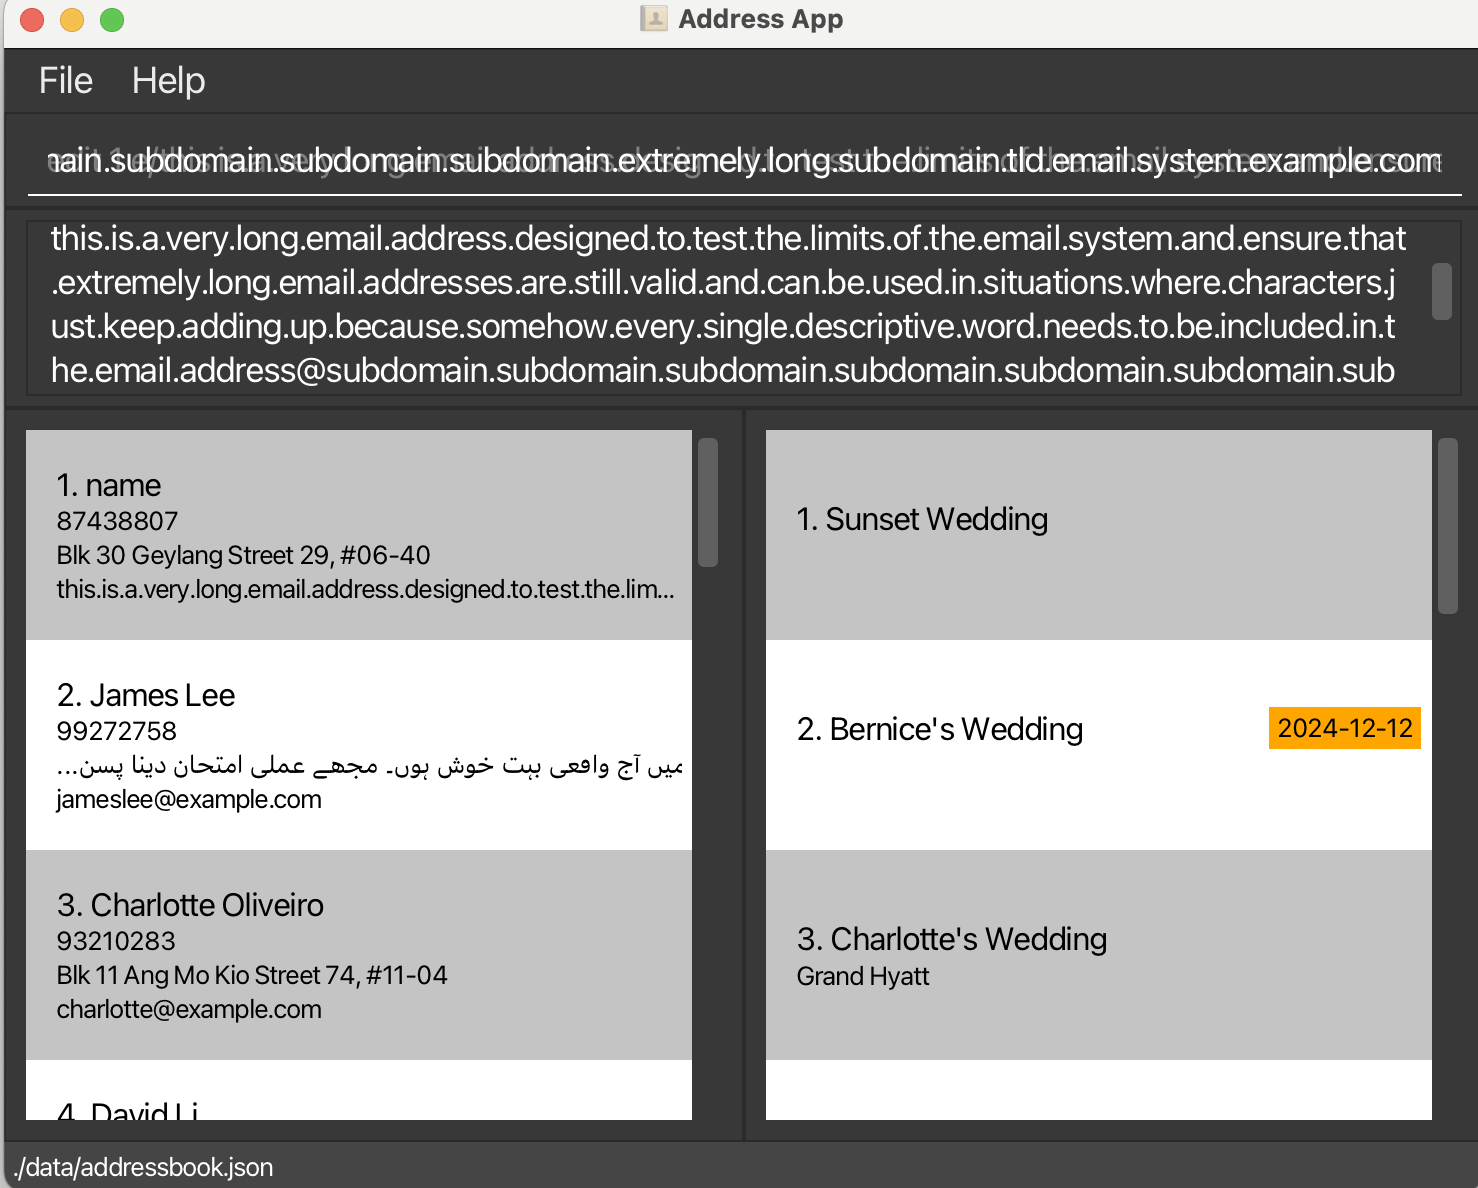 Address App
File Help
ain.subdomain.subdomain.subdomain.extremely.long.subdomain.tld.email.system.example.com
this.is.a.very.long.email.address.designed.to.test.the.limits.of.the.email.system.and.ensure.that
.extremely.long.email.addresses.are.still.valid.and.can.be.used.in.situations.where.characters.j
ust.keep.adding.up.because.somehow.every.single.descriptive.word.needs.to.be.included.in.t
he.email.address@subdomain.subdomain.subdomain.subdomain.subdomain.subdomain.sub
1. name
87438807
Blk 30 Geylang Street 29, #06-40
this.is.a.very.long.email.address.designed.to.test.the.lim...
2. James Lee
99272758
میں آج واقعی بہت خوش ہوں۔ مجھے عملی امتحان دینا پسن...
jameslee@example.com
3. Charlotte Oliveiro
93210283
Blk 11 Ang Mo Kio Street 74, #11-04
charlotte@example.com
4. David Li
1. Sunset Wedding
2. Bernice's Wedding
2024-12-12
3. Charlotte's Wedding
Grand Hyatt
./data/addressbook.json